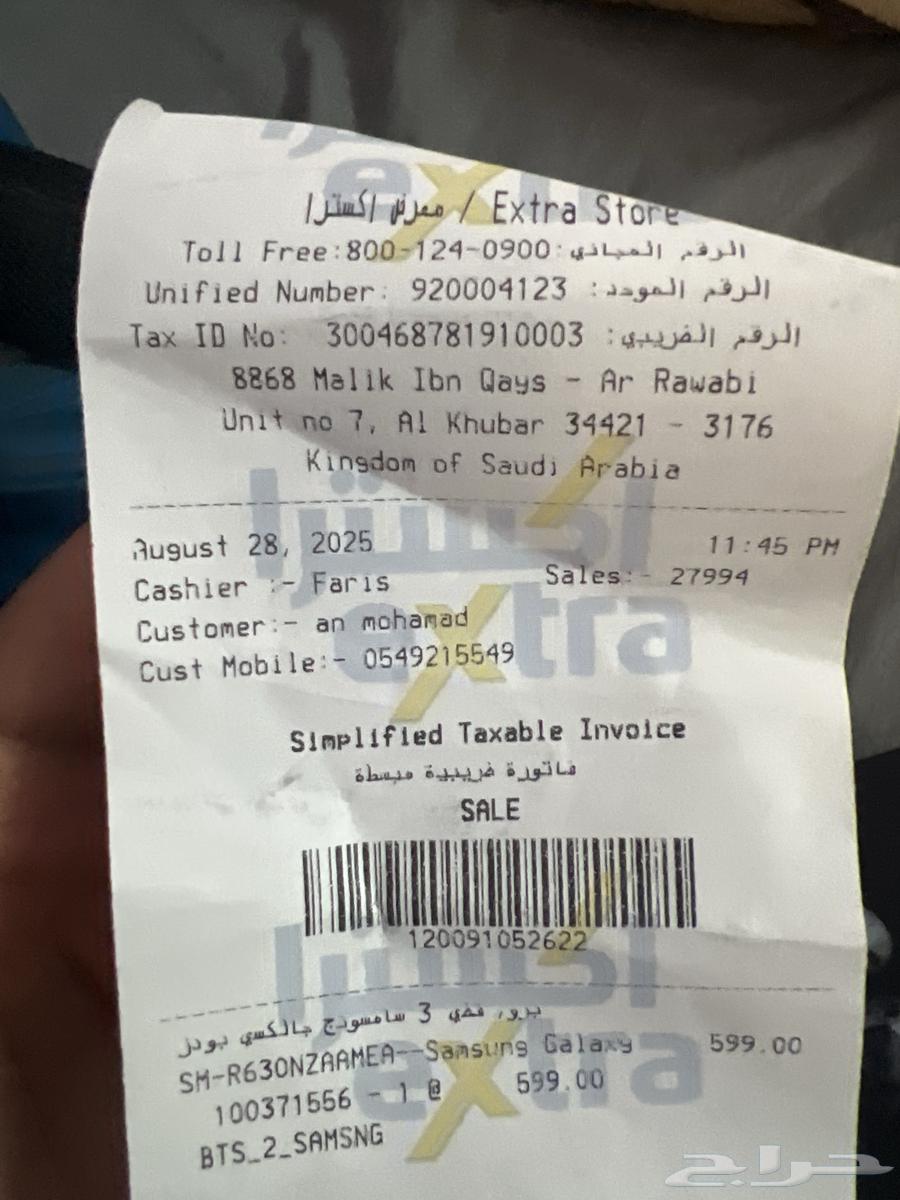 معرض اكسترا / Extra Store
Toll Free:800-124-0900:الرقم المجاني
Unified Number: 920004123 :الرقم الموحد
Tax ID No: 300468781910003 :الرقم الضريبي
8868 Malik Ibn Qays - Ar Rawabi
Unit no 7, Al Khubar 34421 - 3176
Kingdom of Saudi Arabia
August 28, 2025 11:45 PM
Cashier :- Faris Sales:- 27994
Customer:- an mohamad
Cust Mobile:- 0549215549
Simplified Taxable Invoice
فاتورة ضريبية مبسطة
SALE
120091052622
برو، فضي 3 سامسونج جالكسي بودز
SM-R630NZAAMEA--Samsung Galaxy 599.00
100371556 - 1 @ 599.00
BTS_2_SAMSNG
اكسترا
extra
اكسترا
extra
حراج